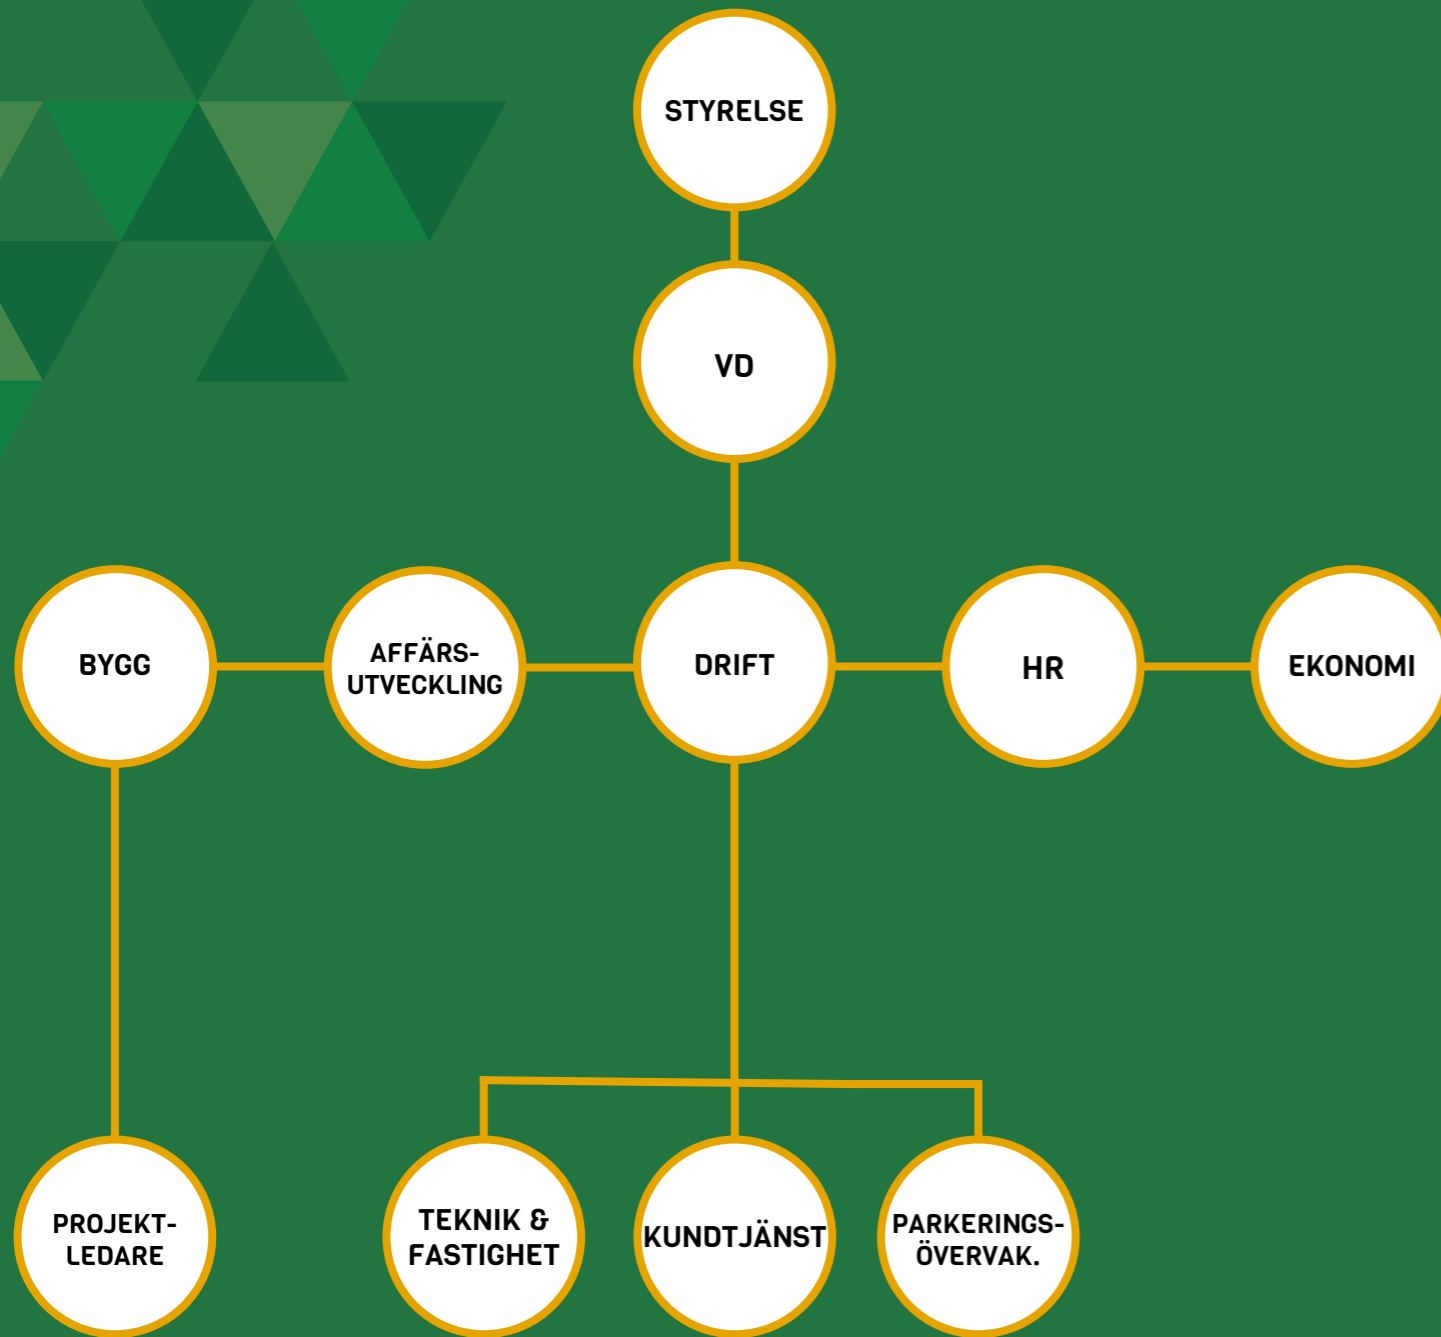 STYRELSE
VD
BYGG
AFFÄRS-
UTVECKLING
DRIFT
HR
EKONOMI
PROJEKT-
LEDARE
TEKNIK &
FASTIGHET
KUNDTJÄNST
PARKERINGS-
ÖVERVAK.